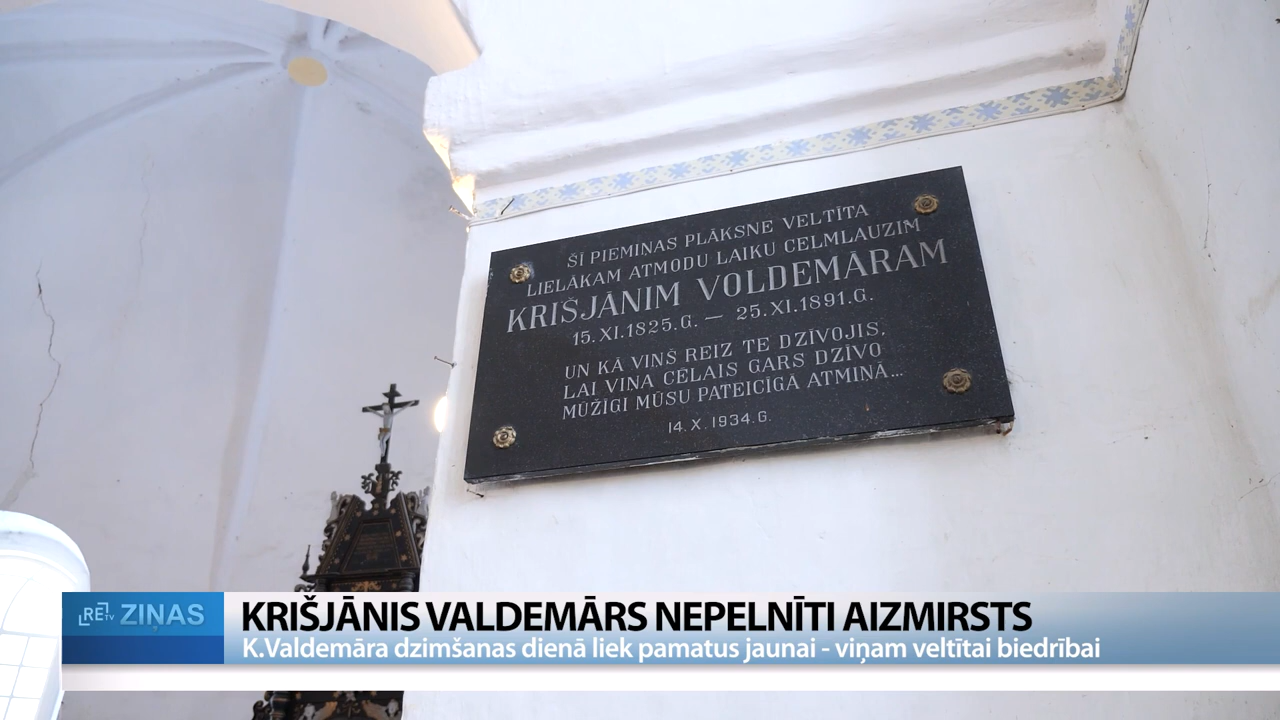 ŠĪ PIEMIŅAS PLĀKSNE VELTĪTA
LIELĀKAM ATMODU LAIKU CELMLAUZIM
KRIŠJĀNIM VOLDEMĀRAM
15.XI.1825.G. — 25.XI.1891.G.
UN KĀ VIŅŠ REIZ TE DZĪVOJIS,
LAI VIŅA CĒLAIS GARS DZĪVO
MŪŽĪGI MŪSU PATEICĪGĀ ATMIŅĀ...
14.X.1934.G.
RE TV ZIŅAS
KRIŠJĀNIS VALDEMĀRS NEPELNĪTI AIZMIRSTS
K.Valdemāra dzimšanas dienā liek pamatus jaunai - viņam veltītai biedrībai